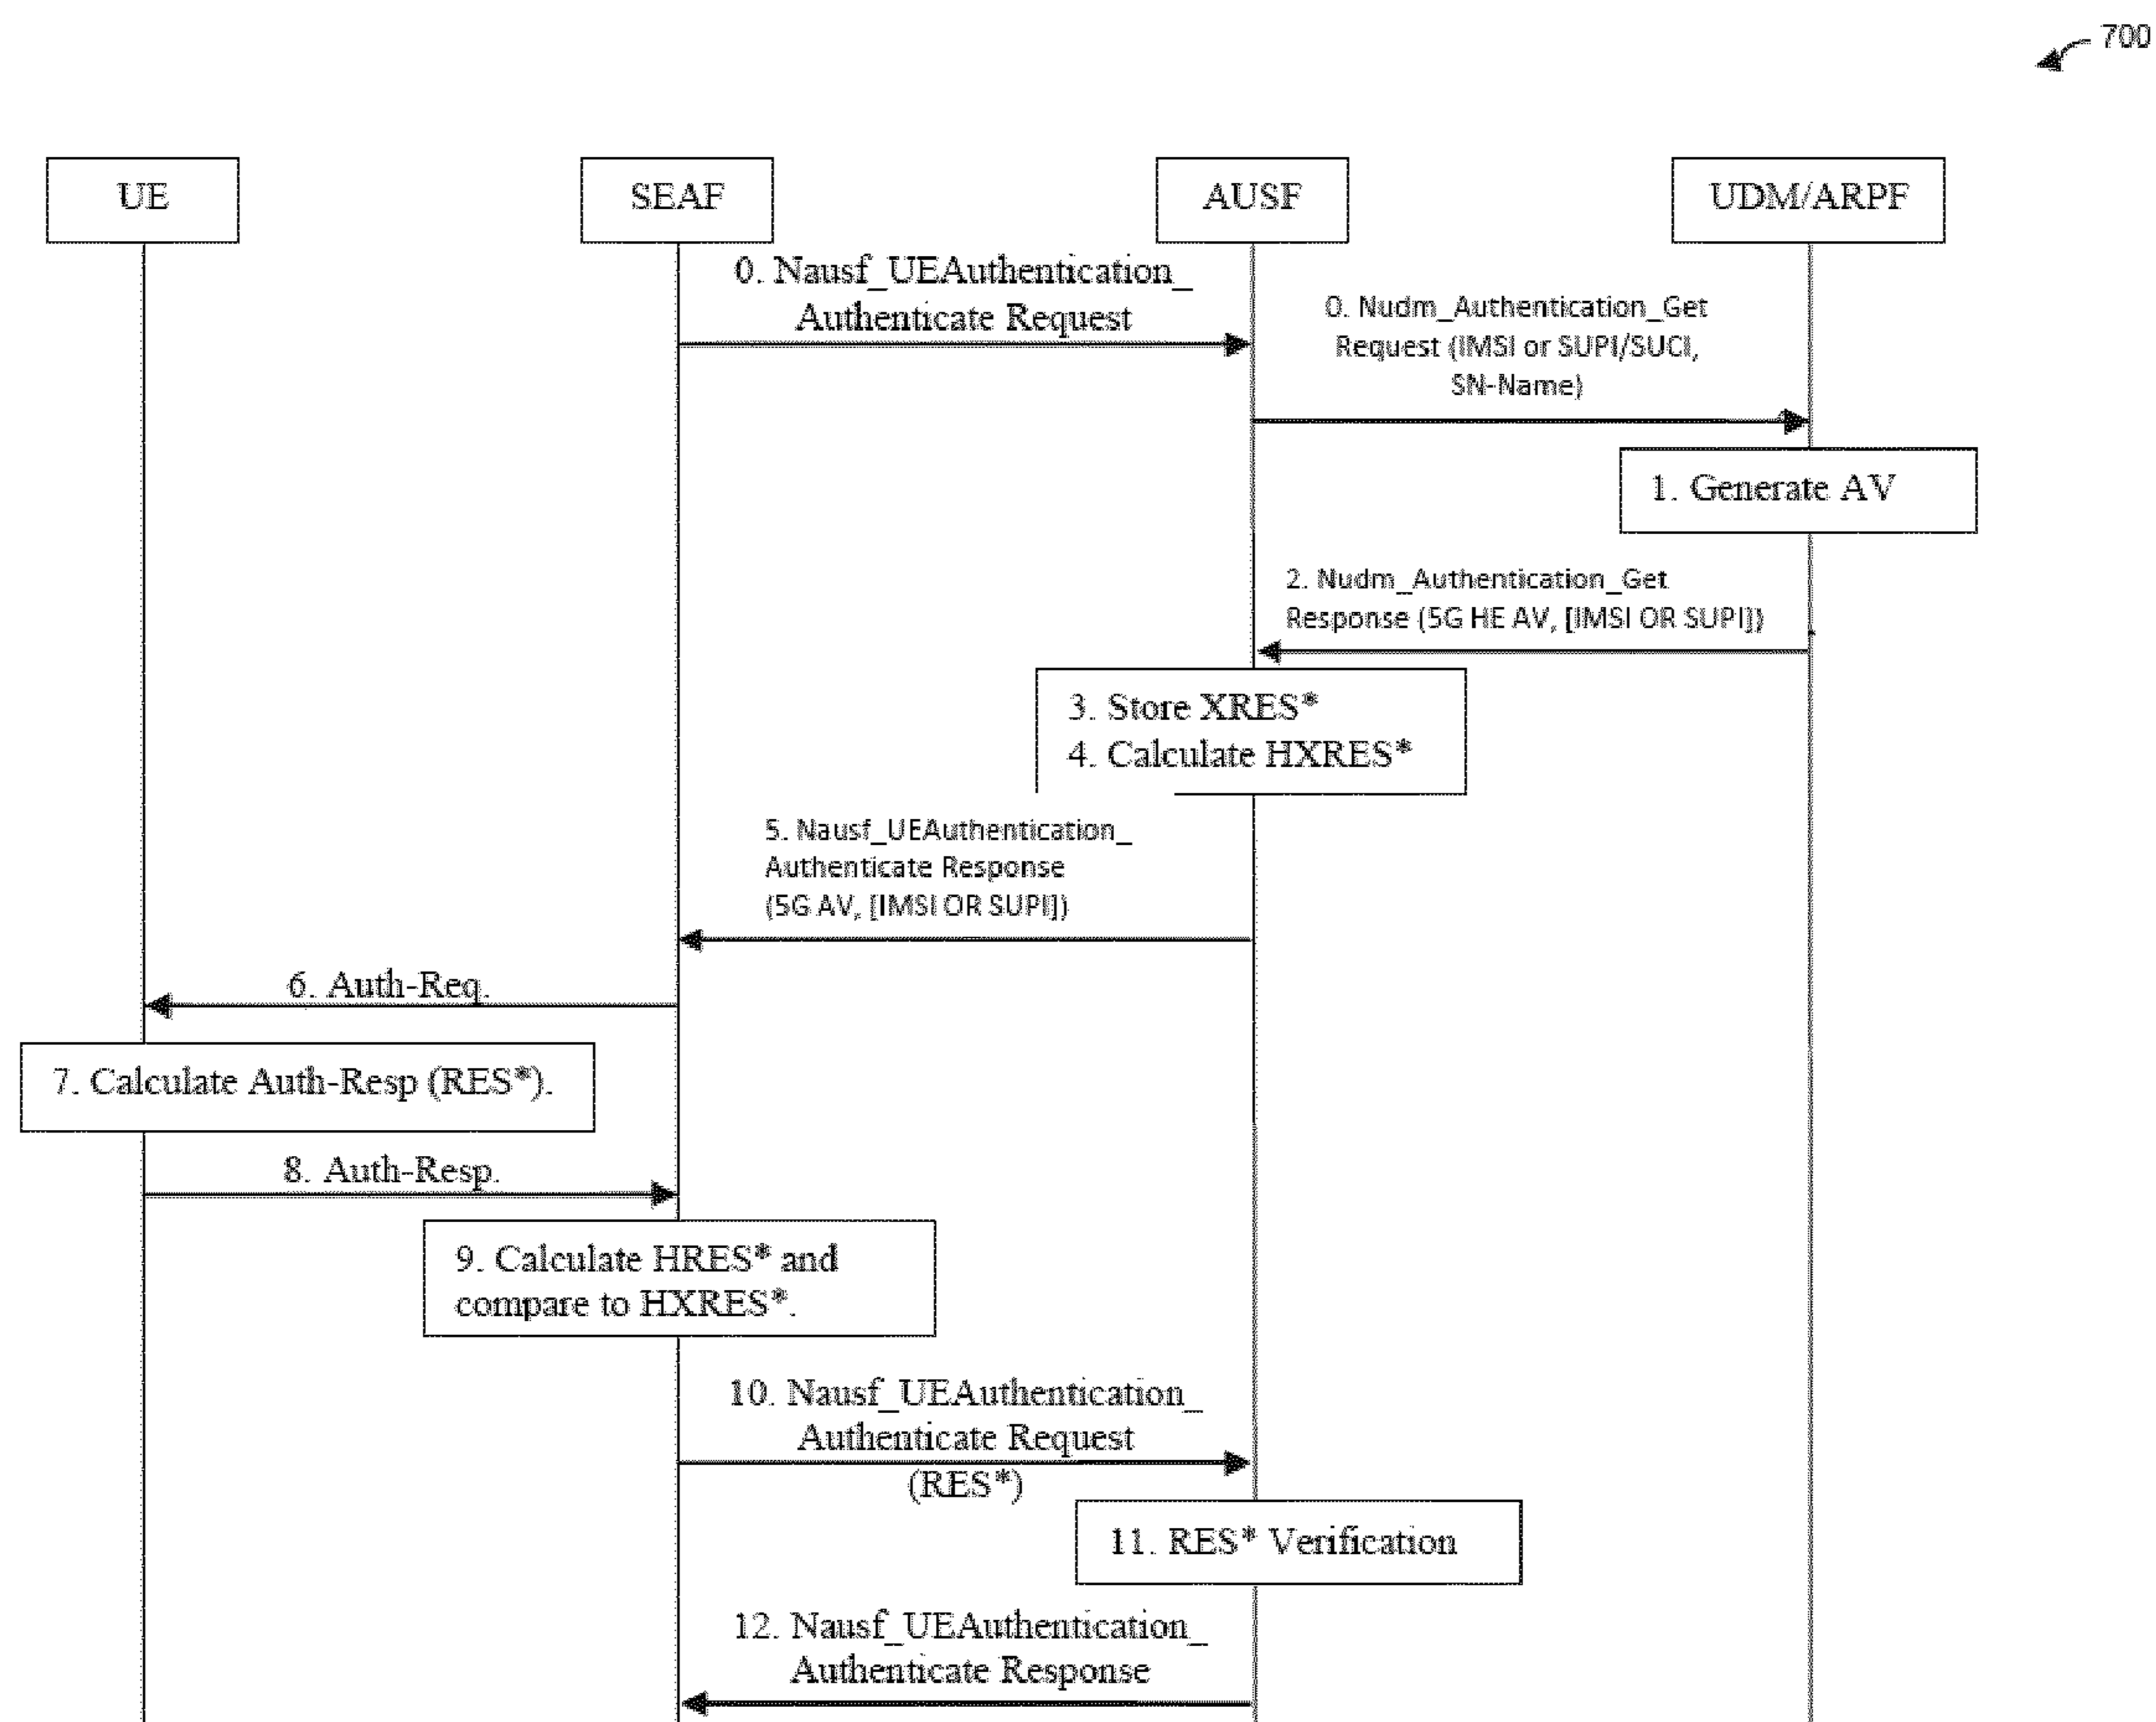 700
UE
SEAF
AUSF
UDM/ARPF
0. Nausf_UEAuthentication_
Authenticate Request
0. Nudm_Authentication_Get
Request (IMSI or SUPI/SUCI,
SN-Name)
1. Generate AV
2. Nudm_Authentication_Get
Response (5G HE AV, [IMSI OR SUPI])
3. Store XRES*
4. Calculate HXRES*
5. Nausf_UEAuthentication_
Authenticate Response
(5G AV, [IMSI OR SUPI])
6. Auth-Req.
7. Calculate Auth-Resp (RES*).
8. Auth-Resp.
9. Calculate HRES* and
compare to HXRES*.
10. Nausf_UEAuthentication_
Authenticate Request
(RES*)
11. RES* Verification
12. Nausf_UEAuthentication_
Authenticate Response